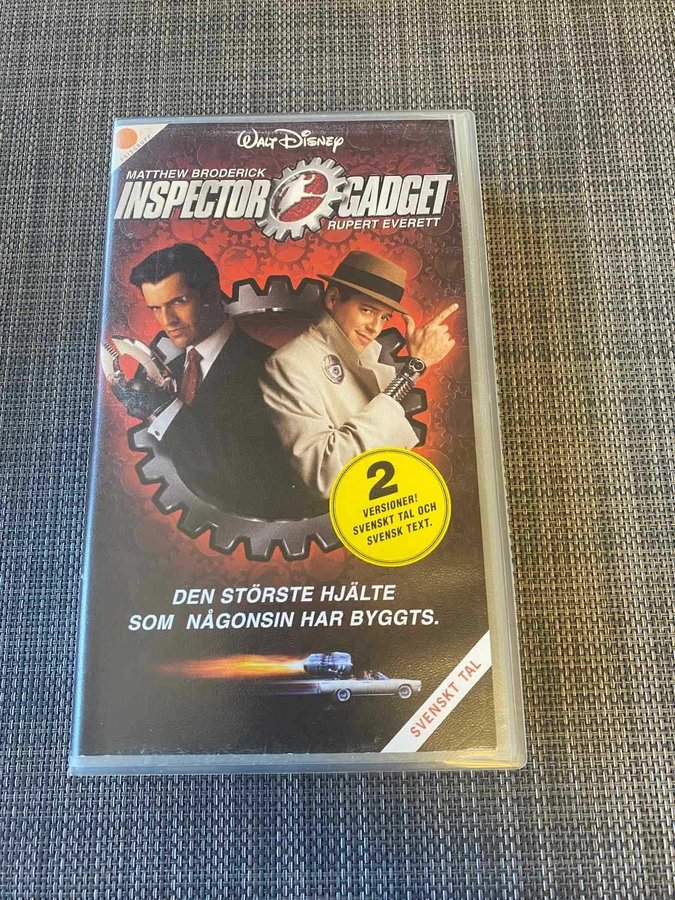 WALT DISNEY
MATTHEW BRODERICK
INSPECTOR GADGET
RUPERT EVERETT
2
VERSIONER!
SVENSKT TAL OCH
SVENSK TEXT.
DEN STÖRSTE HJÄLTE
SOM NÅGONSIN HAR BYGGTS.
SVENSKT TAL